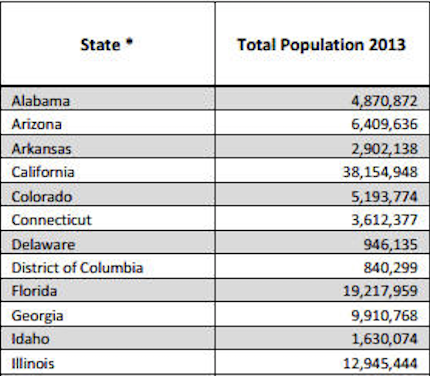 State * Total Population 2013
Alabama 4,870,872
Arizona 6,409,636
Arkansas 2,902,138
California 38,154,948
Colorado 5,193,774
Connecticut 3,612,377
Delaware 946,135
District of Columbia 840,299
Florida 19,217,959
Georgia 9,910,768
Idaho 1,630,074
Illinois 12,945,444